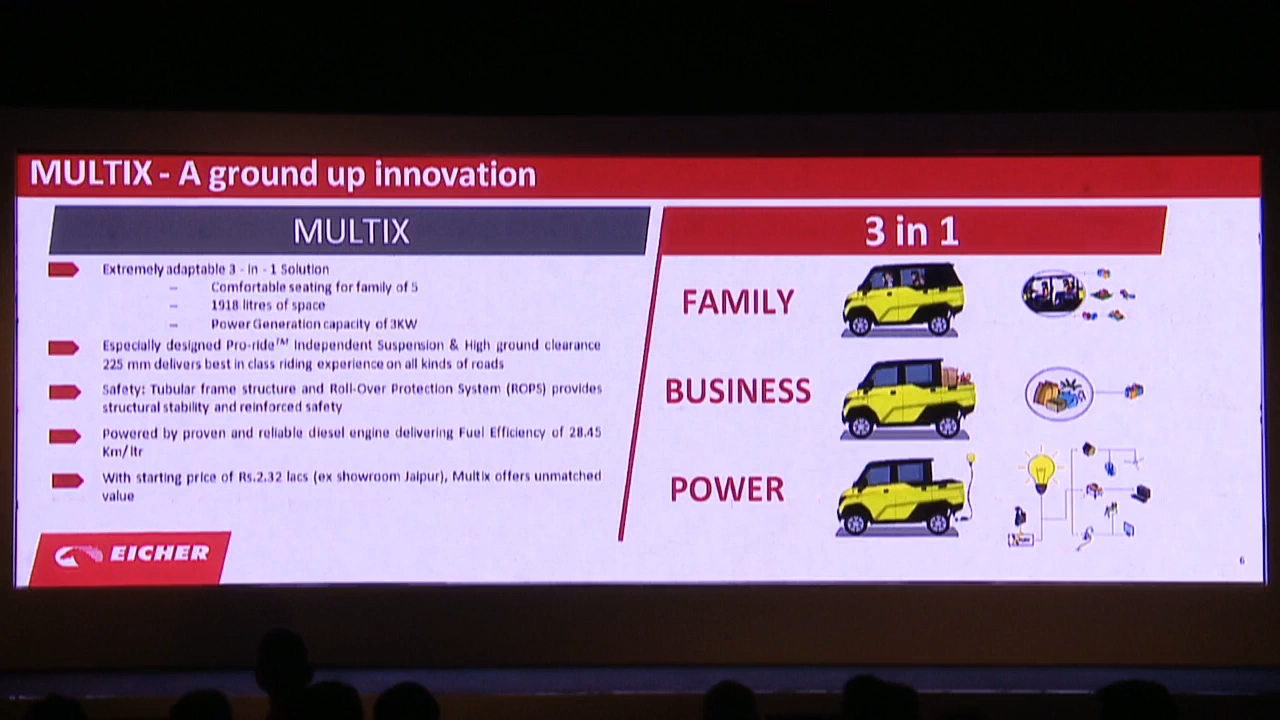 MULTIX - A ground up innovation
MULTIX
Extremely adaptable 3 - in - 1 Solution
– Comfortable seating for family of 5
– 1918 litres of space
– Power Generation capacity of 3KW
Especially designed Pro-ride™ Independent Suspension & High ground clearance
225 mm delivers best in class riding experience on all kinds of roads
Safety: Tubular frame structure and Roll-Over Protection System (ROPS) provides
structural stability and reinforced safety
Powered by proven and reliable diesel engine delivering Fuel Efficiency of 28.45
Km/ltr
With starting price of Rs.2.32 lacs (ex showroom Jaipur), Multix offers unmatched
value
3 in 1
FAMILY
BUSINESS
POWER
EICHER
6